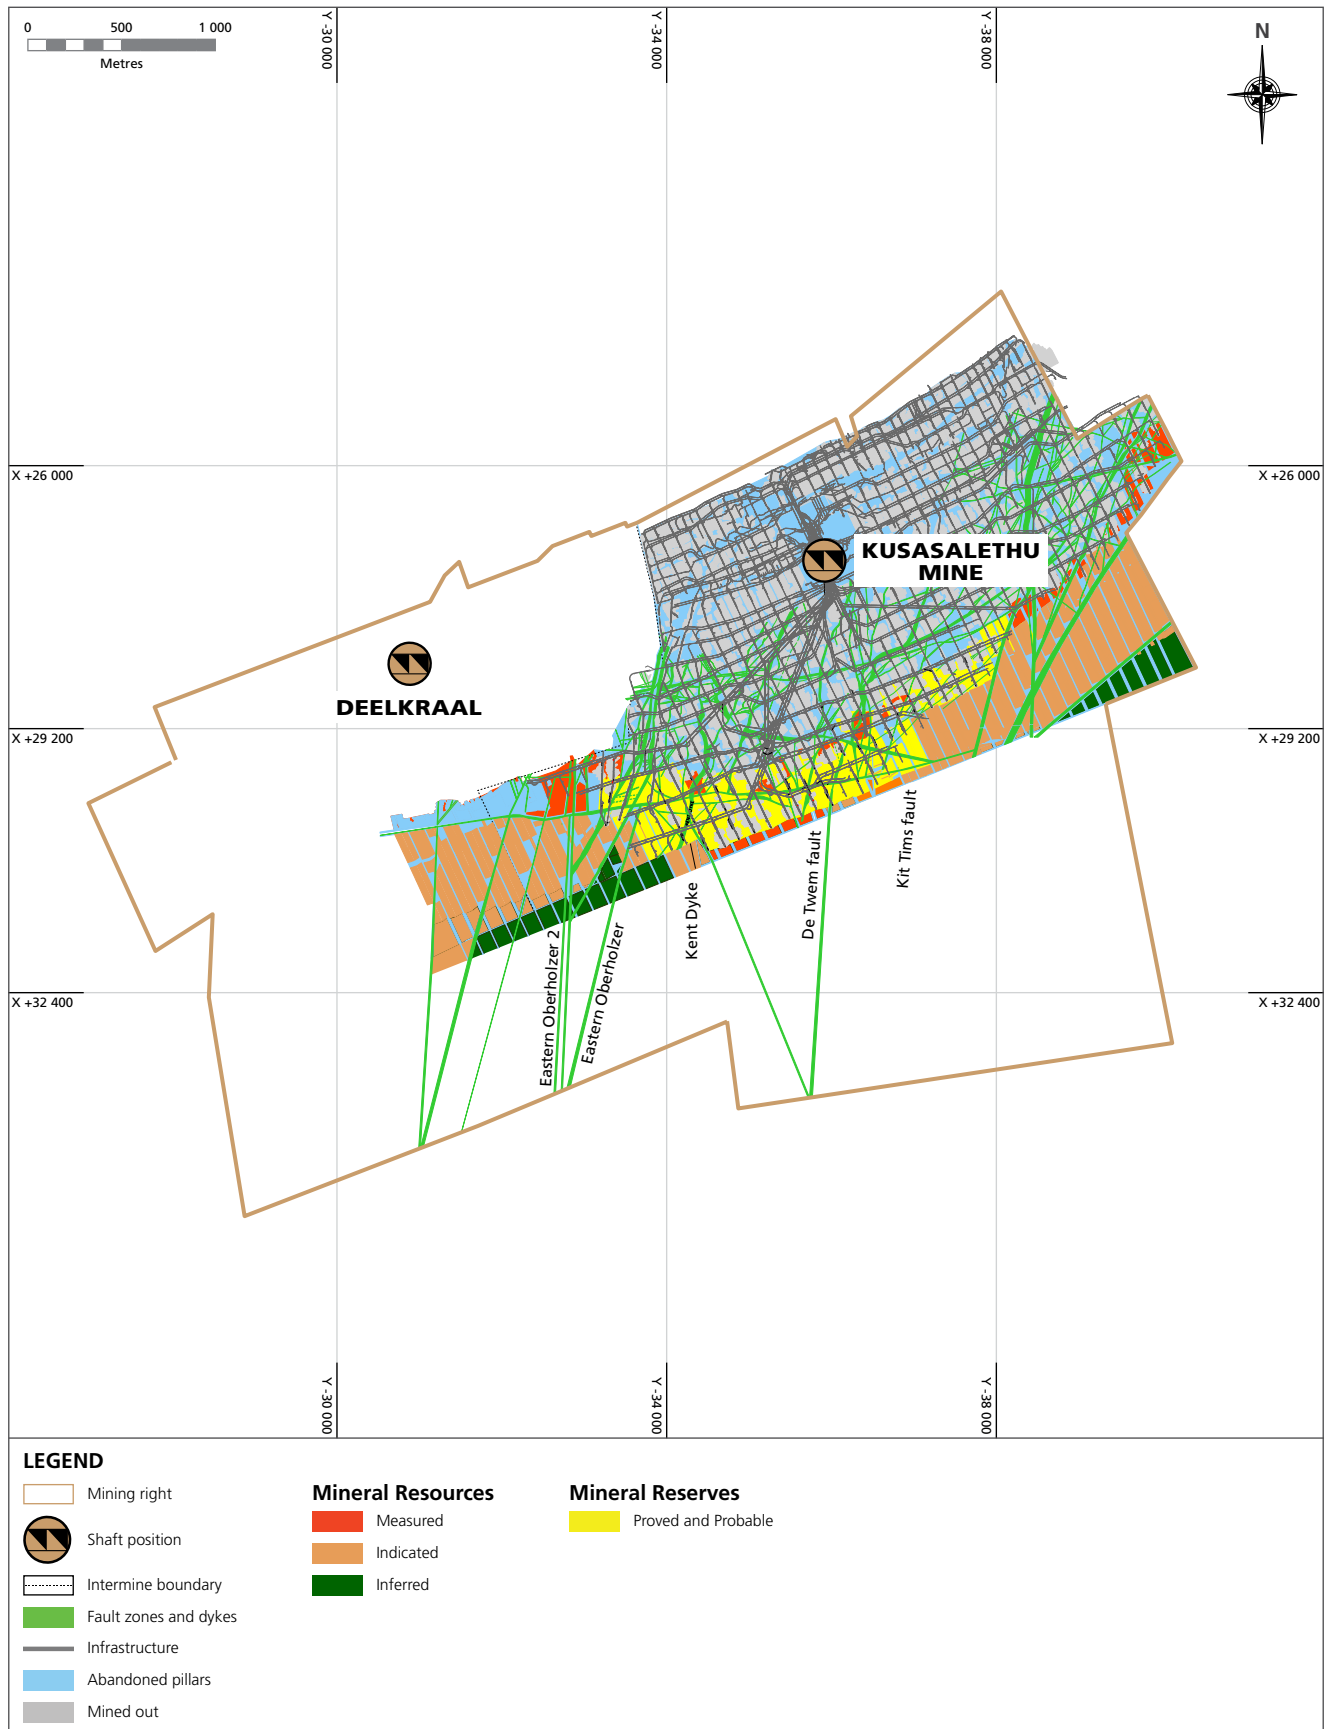 0 500 1 000
Metres
Y -30 000
Y -34 000
Y -38 000
N
X +26 000
X +26 000
KUSASALETHU
MINE
DEELKRAAL
X +29 200
X +29 200
Eastern Oberholzer 2
Eastern Oberholzer
Kent Dyke
De Twem fault
Kit Tims fault
X +32 400
X +32 400
Y -30 000
Y -34 000
Y -38 000
LEGEND
Mining right
Shaft position
Intermine boundary
Fault zones and dykes
Infrastructure
Abandoned pillars
Mined out
Mineral Resources
Measured
Indicated
Inferred
Mineral Reserves
Proved and Probable